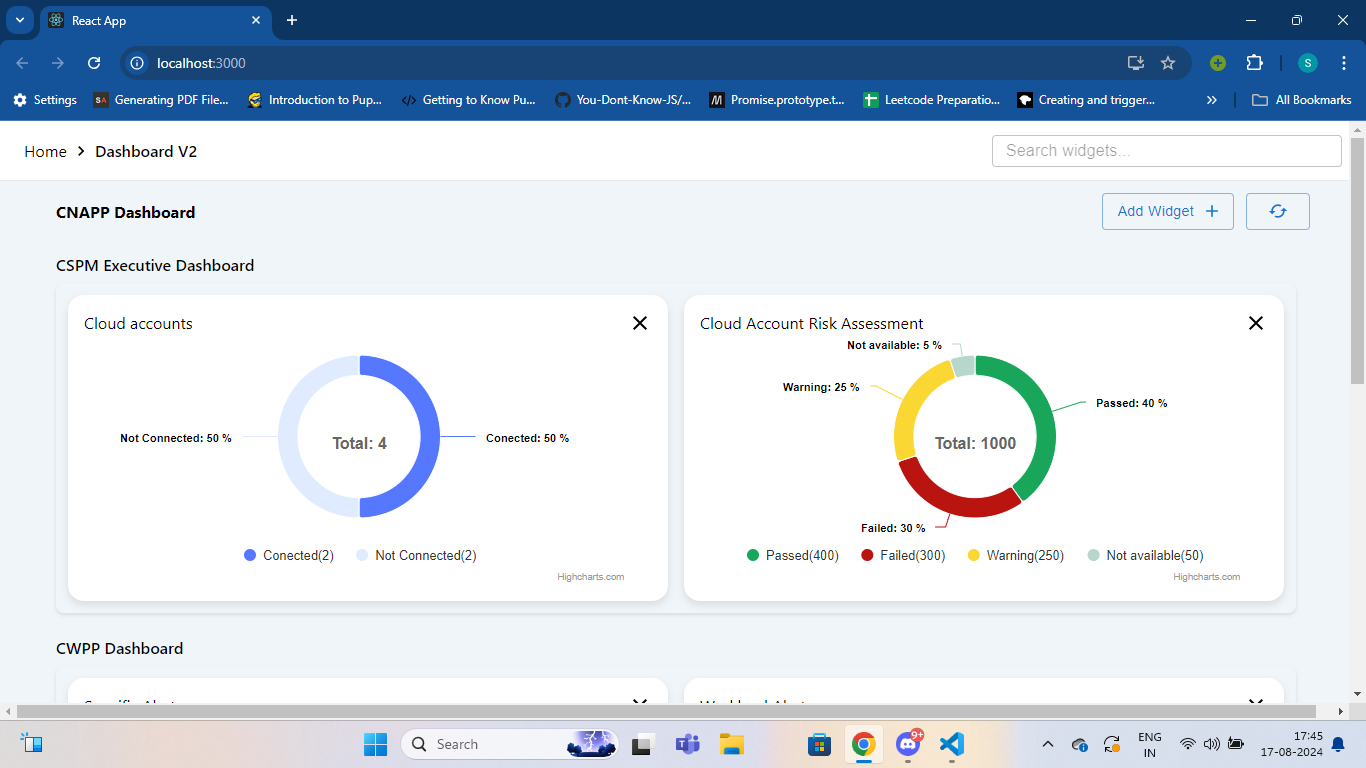 React App
localhost:3000
S
Settings
SA Generating PDF File...
Introduction to Pup...
</> Getting to Know Pu...
You-Dont-Know-JS/...
Promise.prototype.t...
Leetcode Preparatio...
Creating and trigger...
»
All Bookmarks
Home > Dashboard V2
Search widgets...
CNAPP Dashboard
Add Widget +
CSPM Executive Dashboard
Cloud accounts
Not Connected: 50 %
Total: 4
Conected: 50 %
Conected(2)
Not Connected(2)
Highcharts.com
Cloud Account Risk Assessment
Not available: 5 %
Warning: 25 %
Passed: 40 %
Total: 1000
Failed: 30 %
Passed(400)
Failed(300)
Warning(250)
Not available(50)
Highcharts.com
CWPP Dashboard
Search
9+
ENG
IN
17:45
17-08-2024